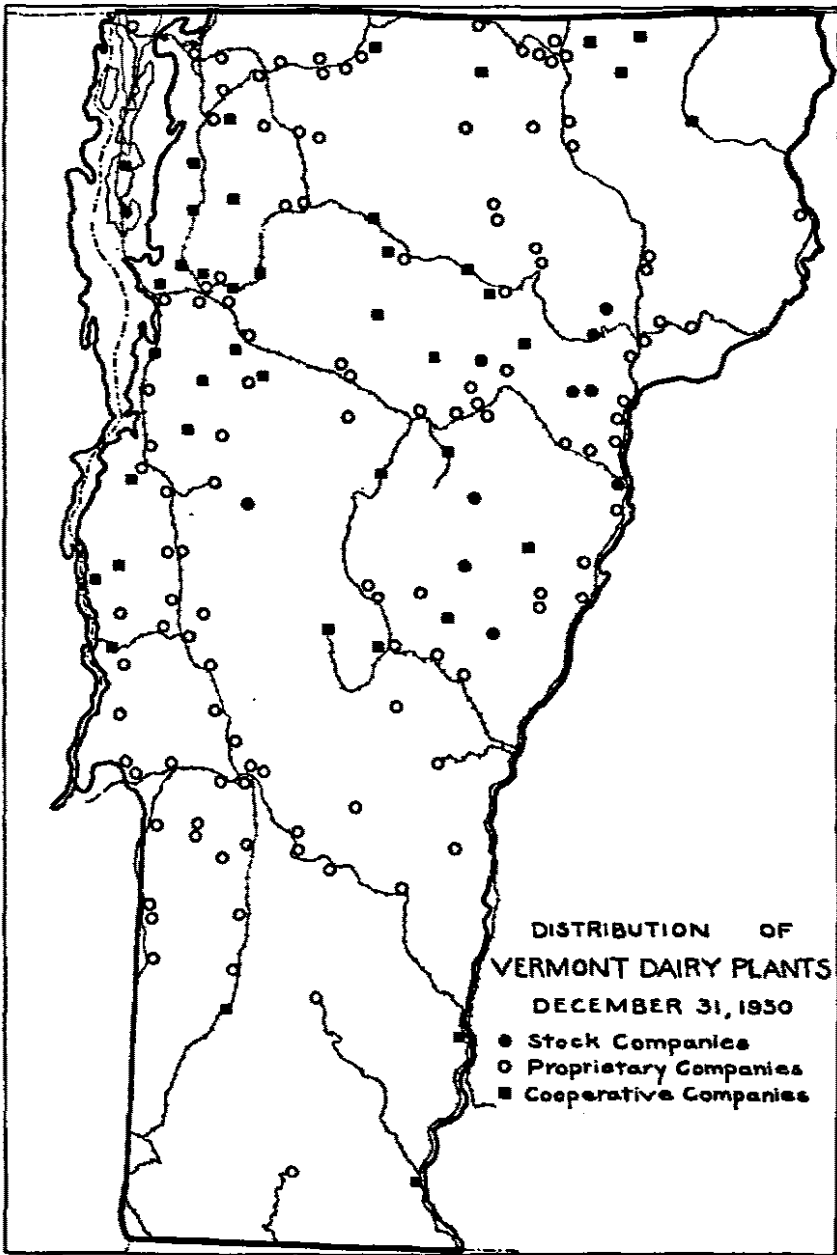 DISTRIBUTION OF
VERMONT DAIRY PLANTS
DECEMBER 31, 1930
Stock Companies
Proprietary Companies
Cooperative Companies